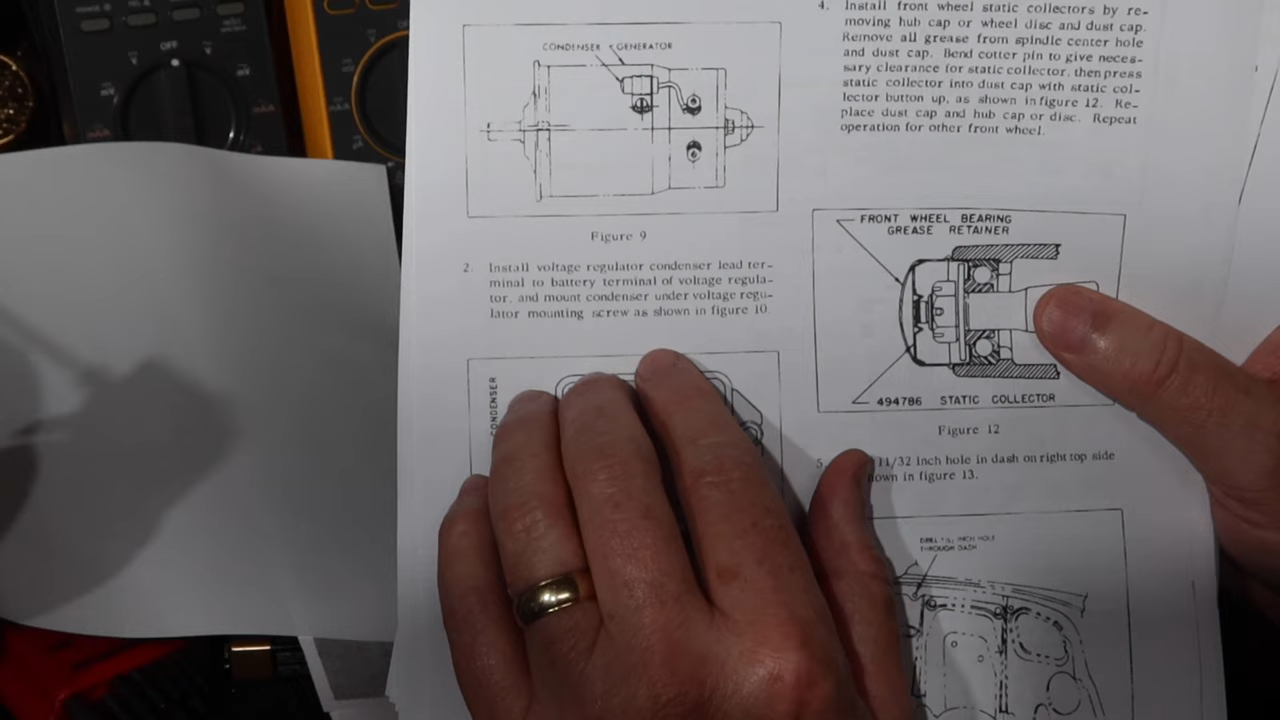 OFF
CONDENSER GENERATOR
Figure 9
2. Install voltage regulator condenser lead ter-
minal to battery terminal of voltage regula-
tor, and mount condenser under voltage regu-
lator mounting screw as shown in figure 10.
CONDENSER
4. Install front wheel static collectors by re-
moving hub cap or wheel disc and dust cap.
Remove all grease from spindle center hole
and dust cap. Bend cotter pin to give neces-
sary clearance for static collector, then press
static collector into dust cap with static col-
lector button up, as shown in figure 12. Re-
place dust cap and hub cap or disc. Repeat
operation for other front wheel.
FRONT WHEEL BEARING
GREASE RETAINER
494786 STATIC COLLECTOR
Figure 12
5. 11/32 inch hole in dash on right top side
in figure 13.
DRILL INCH HOLE
THROUGH DASH